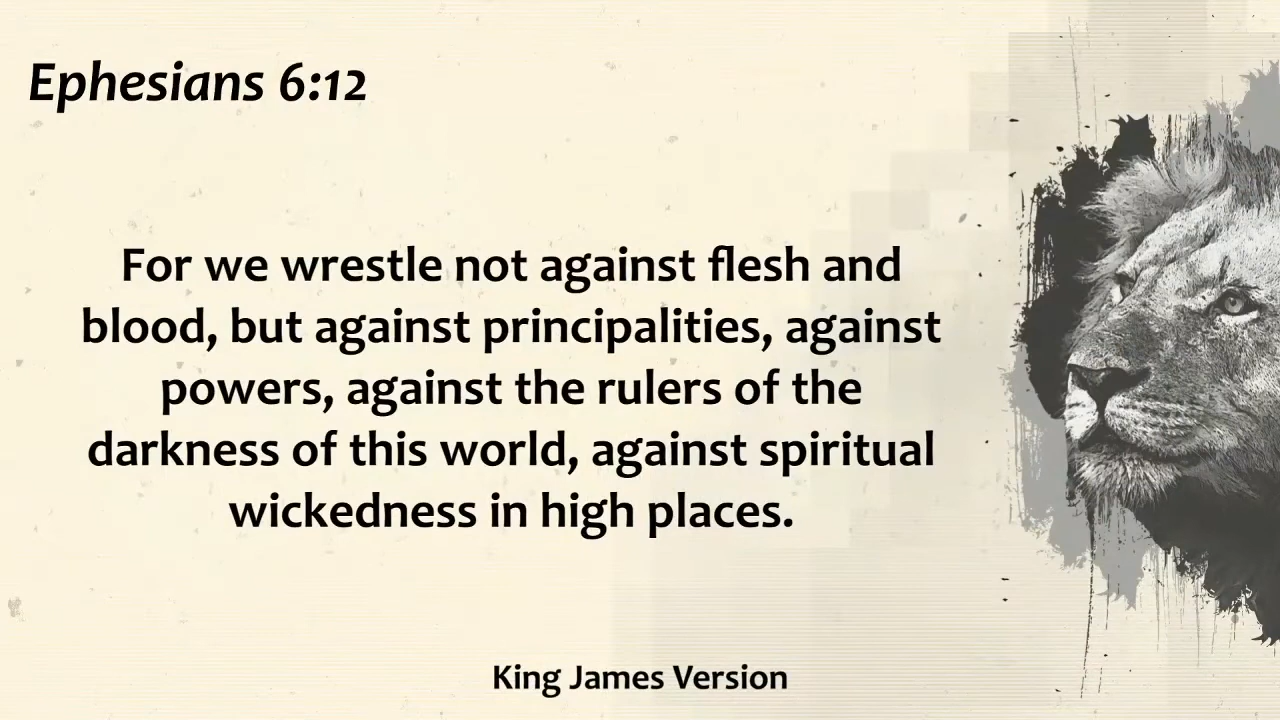 Ephesians 6:12
For we wrestle not against flesh and
blood, but against principalities, against
powers, against the rulers of the
darkness of this world, against spiritual
wickedness in high places.
King James Version